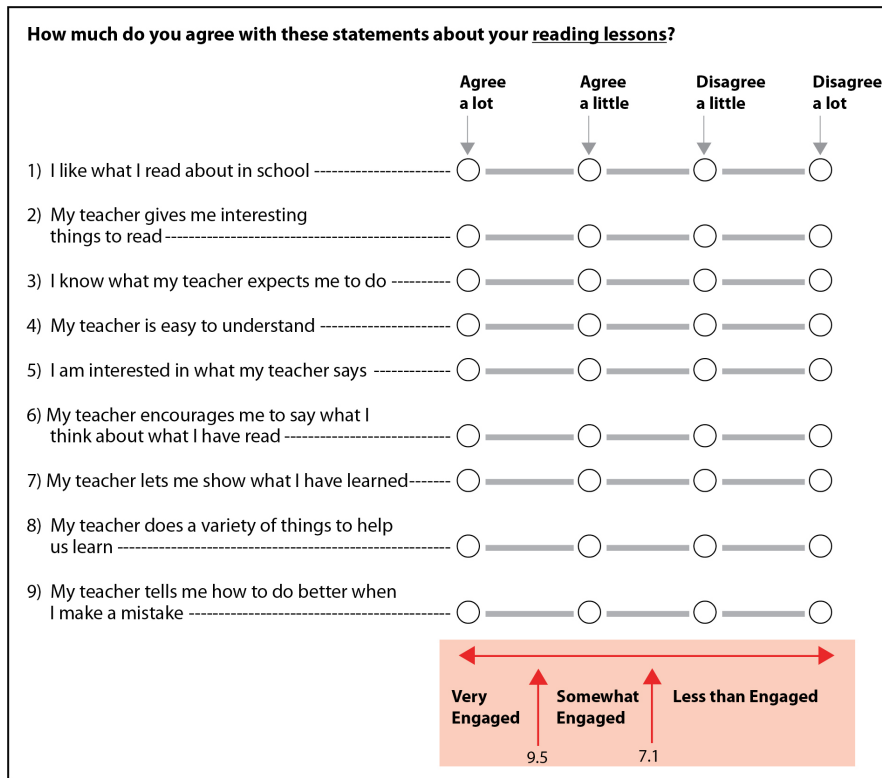 How much do you agree with these statements about your reading lessons?
Agree a lot
Agree a little
Disagree a little
Disagree a lot
1) I like what I read about in school
2) My teacher gives me interesting
things to read
3) I know what my teacher expects me to do
4) My teacher is easy to understand
5) I am interested in what my teacher says
6) My teacher encourages me to say what I
think about what I have read
7) My teacher lets me show what I have learned
8) My teacher does a variety of things to help
us learn
9) My teacher tells me how to do better when
I make a mistake
Very Engaged
Somewhat Engaged
Less than Engaged
9.5
7.1